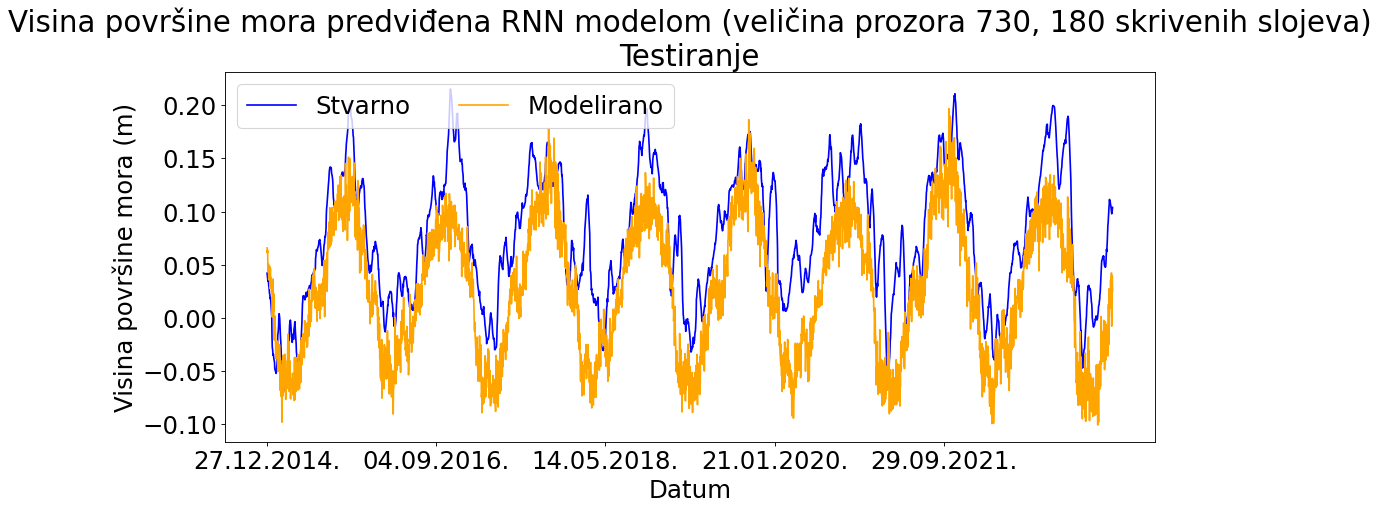 Visina površine mora predviđena RNN modelom (veličina prozora 730, 180 skrivenih slojeva)
Testiranje
Stvarno Modelirano
Visina površine mora (m)
0.20
0.15
0.10
0.05
0.00
−0.05
−0.10
27.12.2014. 04.09.2016. 14.05.2018. 21.01.2020. 29.09.2021.
Datum